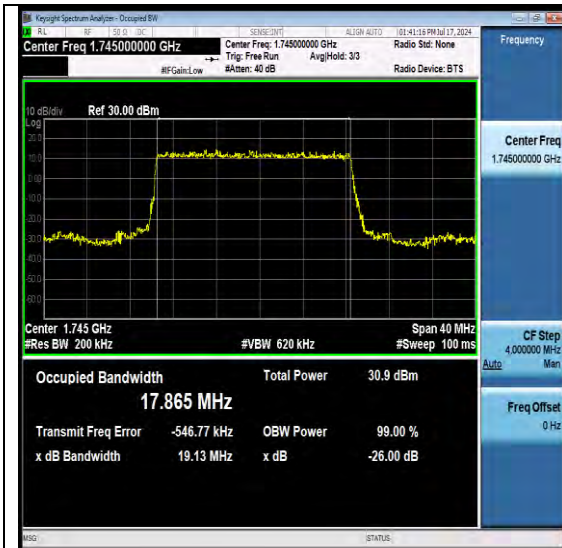 Keysight Spectrum Analyzer - Occupied BW
RL RF 50 Ω DC SENSE:INT ALIGN AUTO 01:41:16 PM Jul 17, 2024
Center Freq 1.745000000 GHz Center Freq: 1.745000000 GHz Radio Std: None Frequency
Trig: Free Run Avg|Hold: 3/3
#IFGain:Low #Atten: 40 dB Radio Device: BTS
10 dB/div Ref 30.00 dBm
Log
20.0
10.0
0.00
-10.0
-20.0
-30.0
-40.0
-50.0
-60.0
Center Freq
1.745000000 GHz
Center 1.745 GHz Span 40 MHz
#Res BW 200 kHz #VBW 620 kHz #Sweep 100 ms
CF Step
4.000000 MHz
Auto Man
Occupied Bandwidth Total Power 30.9 dBm
17.865 MHz
Transmit Freq Error -546.77 kHz OBW Power 99.00 %
x dB Bandwidth 19.13 MHz x dB -26.00 dB
Freq Offset
0 Hz
MSG STATUS